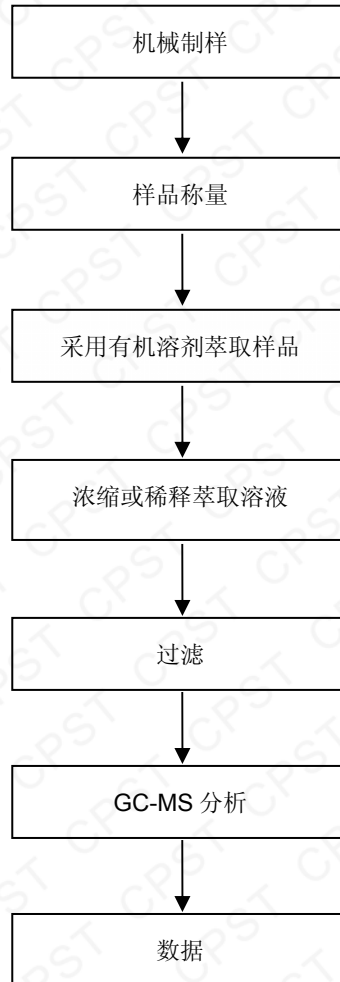 机械制样
样品称量
采用有机溶剂萃取样品
浓缩或稀释萃取溶液
过滤
GC-MS 分析
数据
CPST